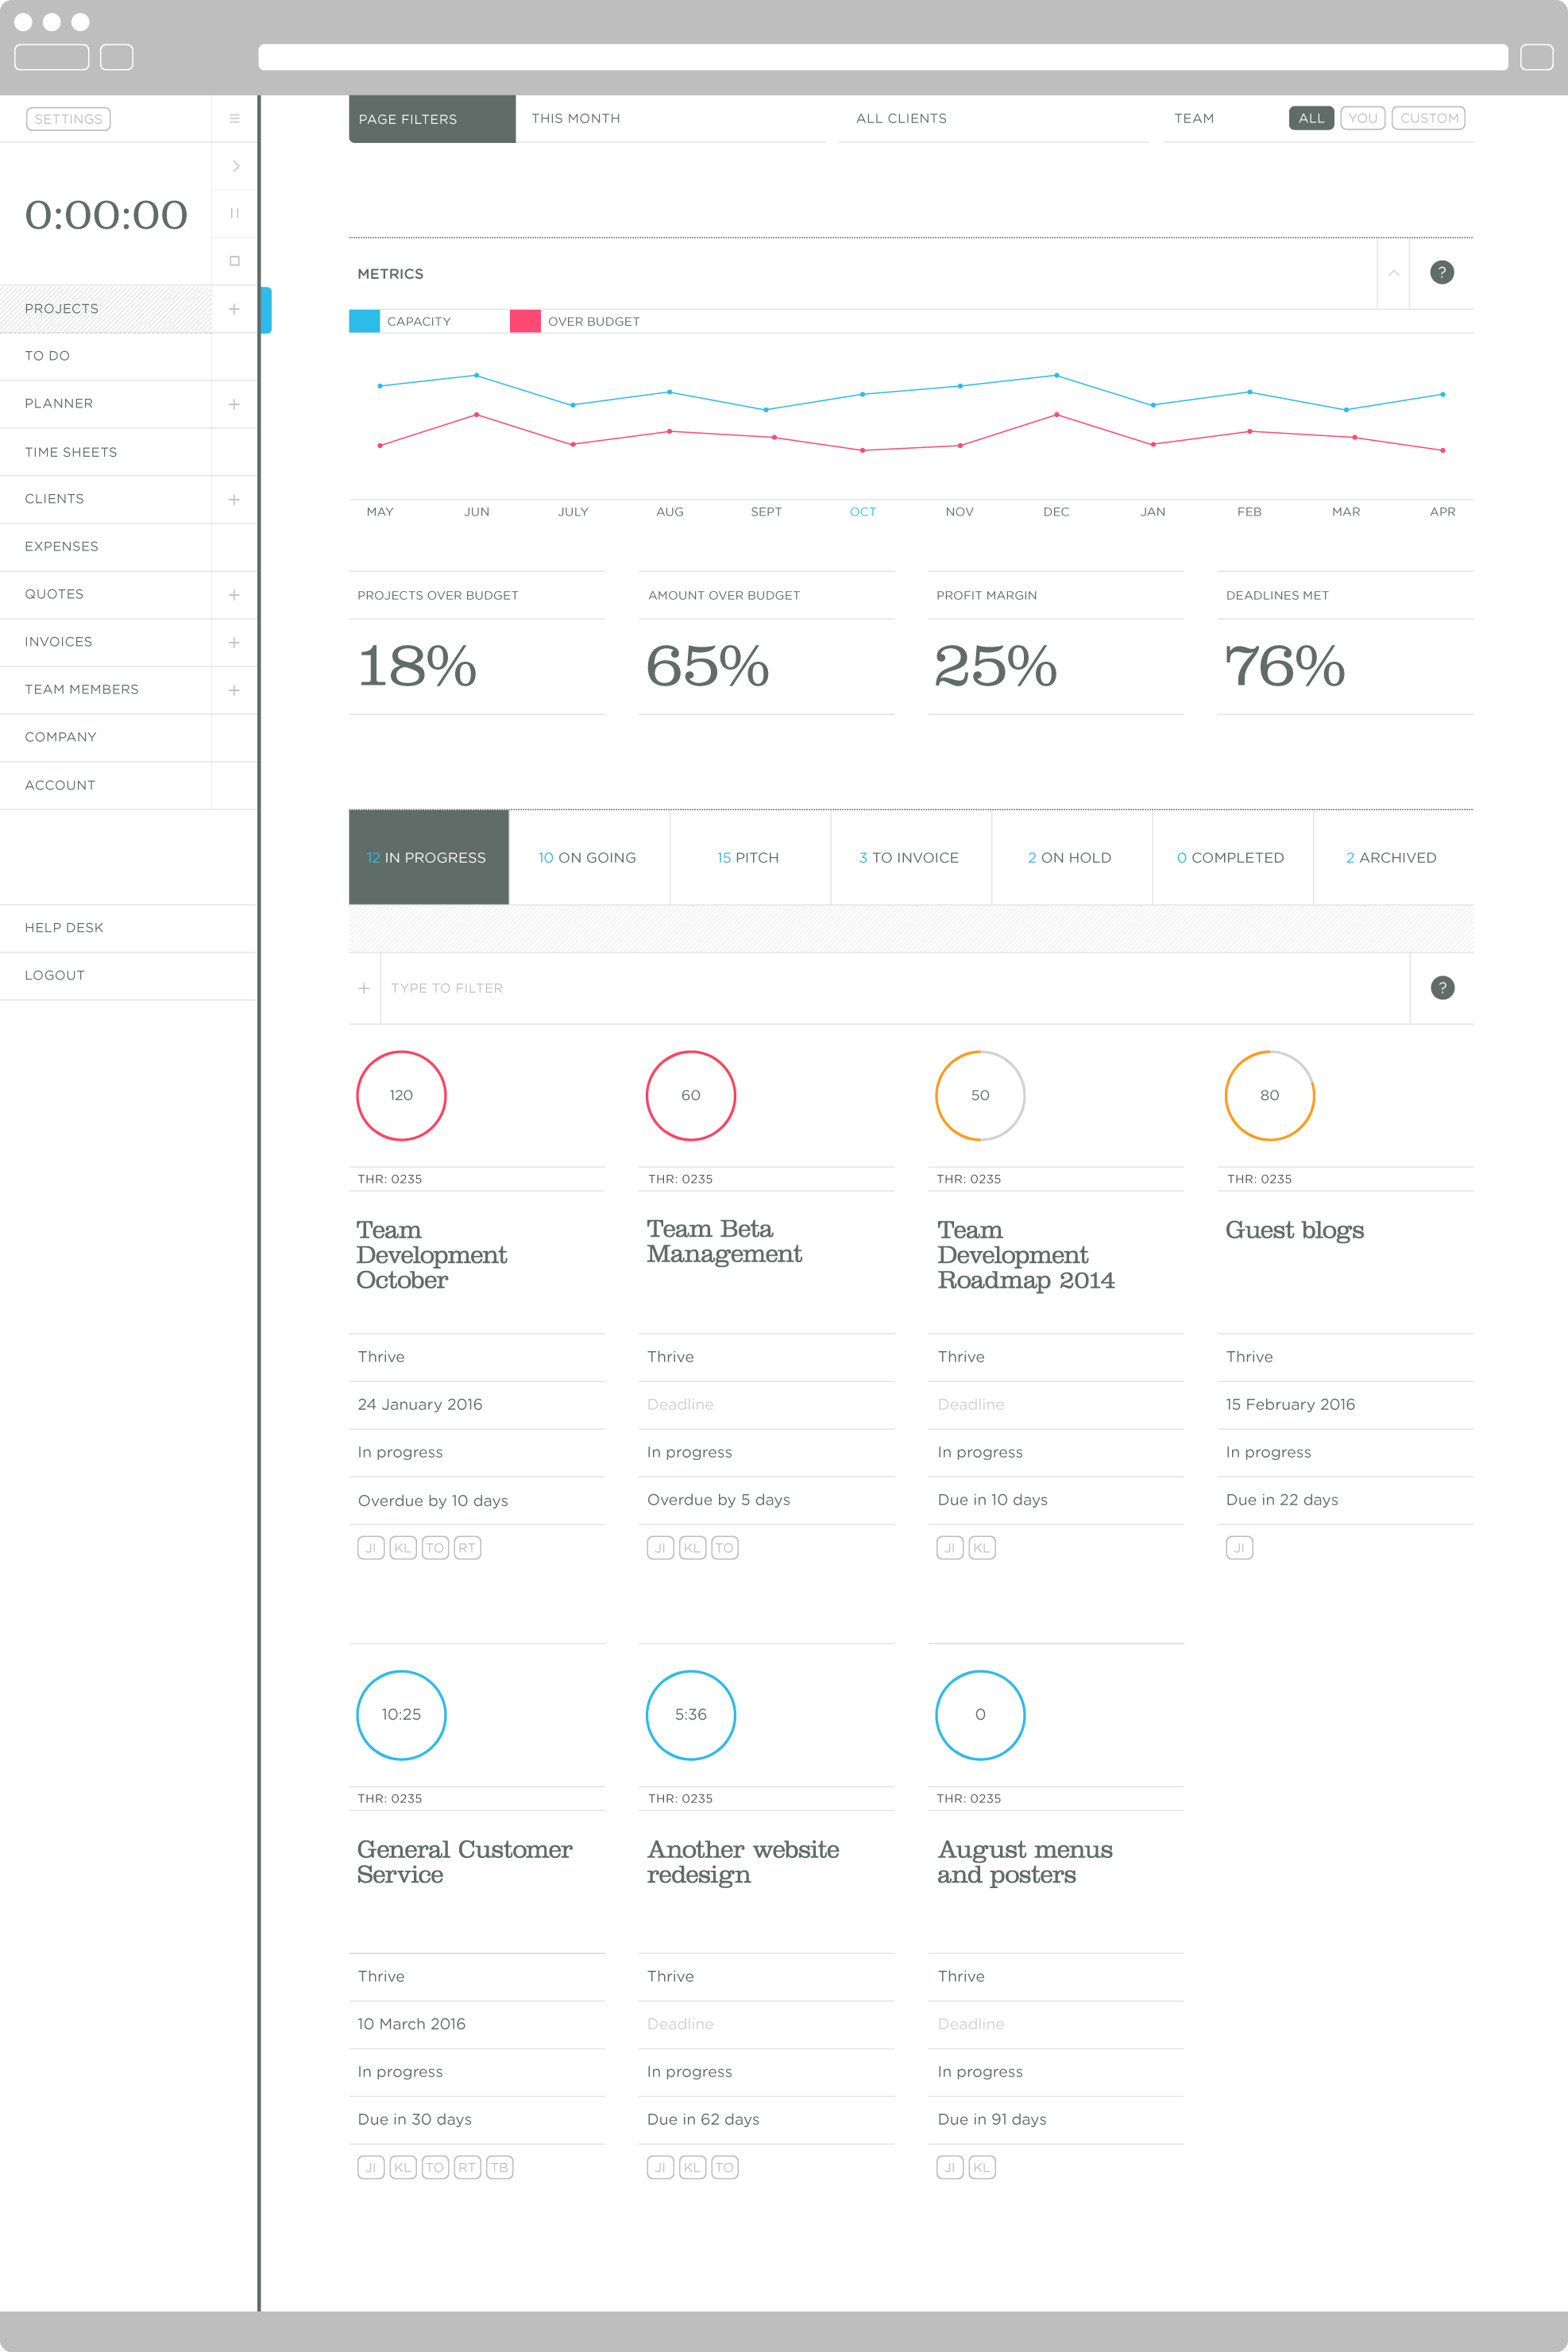 SETTINGS
0:00:00
PROJECTS
TO DO
PLANNER
TIME SHEETS
CLIENTS
EXPENSES
QUOTES
INVOICES
TEAM MEMBERS
COMPANY
ACCOUNT
HELP DESK
LOGOUT
PAGE FILTERS THIS MONTH ALL CLIENTS TEAM ALL YOU CUSTOM
METRICS ?
CAPACITY OVER BUDGET
MAY JUN JULY AUG SEPT OCT NOV DEC JAN FEB MAR APR
PROJECTS OVER BUDGET AMOUNT OVER BUDGET PROFIT MARGIN DEADLINES MET
18% 65% 25% 76%
12 IN PROGRESS 10 ON GOING 15 PITCH 3 TO INVOICE 2 ON HOLD 0 COMPLETED 2 ARCHIVED
+ TYPE TO FILTER ?
120
THR: 0235
Team
Development
October
Thrive
24 January 2016
In progress
Overdue by 10 days
JI KL TO RT
60
THR: 0235
Team Beta
Management
Thrive
Deadline
In progress
Overdue by 5 days
JI KL TO
50
THR: 0235
Team
Development
Roadmap 2014
Thrive
Deadline
In progress
Due in 10 days
JI KL
80
THR: 0235
Guest blogs
Thrive
15 February 2016
In progress
Due in 22 days
JI
10:25
THR: 0235
General Customer
Service
Thrive
10 March 2016
In progress
Due in 30 days
JI KL TO RT TB
5:36
THR: 0235
Another website
redesign
Thrive
Deadline
In progress
Due in 62 days
JI KL TO
0
THR: 0235
August menus
and posters
Thrive
Deadline
In progress
Due in 91 days
JI KL